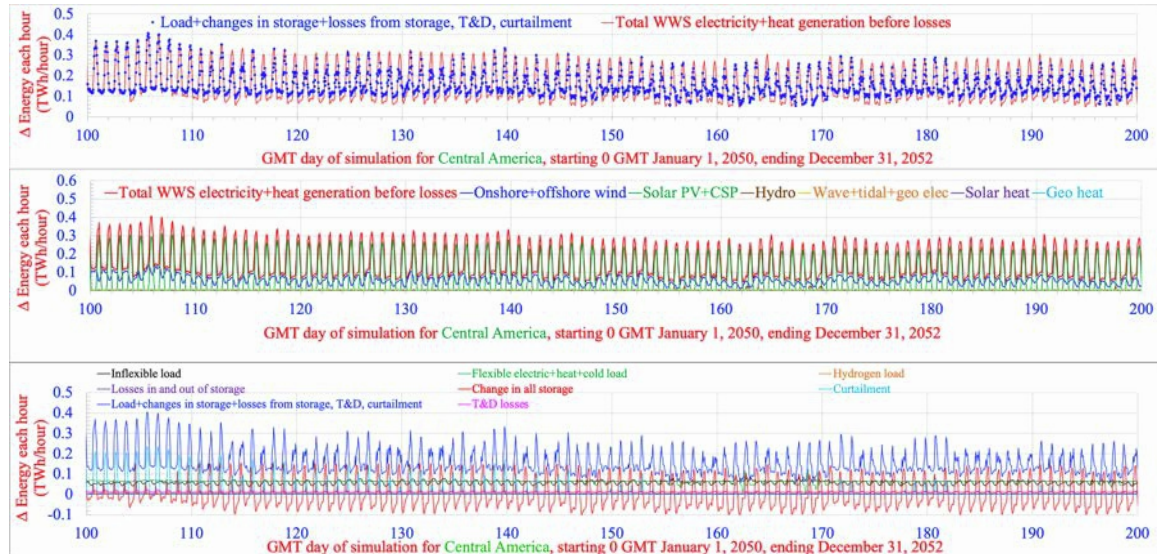 Load+changes in storage+losses from storage, T&D, curtailment Total WWS electricity+heat generation before losses
Δ Energy each hour
(TWh/hour)
0.5
0.4
0.3
0.2
0.1
0
100 110 120 130 140 150 160 170 180 190 200
GMT day of simulation for Central America, starting 0 GMT January 1, 2050, ending December 31, 2052
Δ Energy each hour
(TWh/hour)
0.6
0.5
0.4
0.3
0.2
0.1
0
Total WWS electricity+heat generation before losses Onshore+offshore wind Solar PV+CSP Hydro Wave+tidal+geo elec Solar heat Geo heat
100 110 120 130 140 150 160 170 180 190 200
GMT day of simulation for Central America, starting 0 GMT January 1, 2050, ending December 31, 2052
Inflexible load Flexible electric+heat+cold load Hydrogen load
Losses in and out of storage Change in all storage Curtailment
Load+changes in storage+losses from storage, T&D, curtailment T&D losses
Δ Energy each hour
(TWh/hour)
0.5
0.4
0.3
0.2
0.1
0
-0.1
100 110 120 130 140 150 160 170 180 190 200
GMT day of simulation for Central America, starting 0 GMT January 1, 2050, ending December 31, 2052